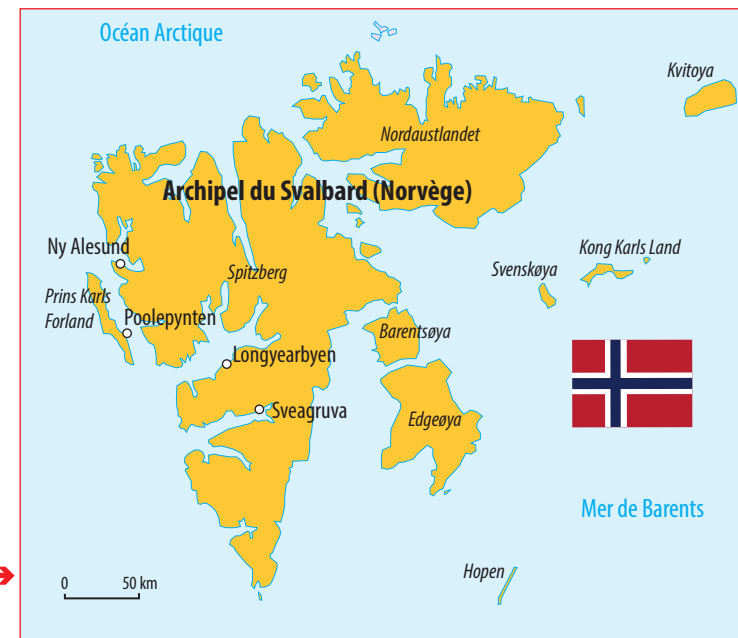 Océan Arctique
Kvitoya
Nordaustlandet
Archipel du Svalbard (Norvège)
Ny Alesund
Spitzberg
Svenskøya
Kong Karls Land
Prins Karls
Forland
Poolepynten
Barentsøya
Longyearbyen
Sveagruva
Edgeøya
Mer de Barents
Hopen
0 50 km